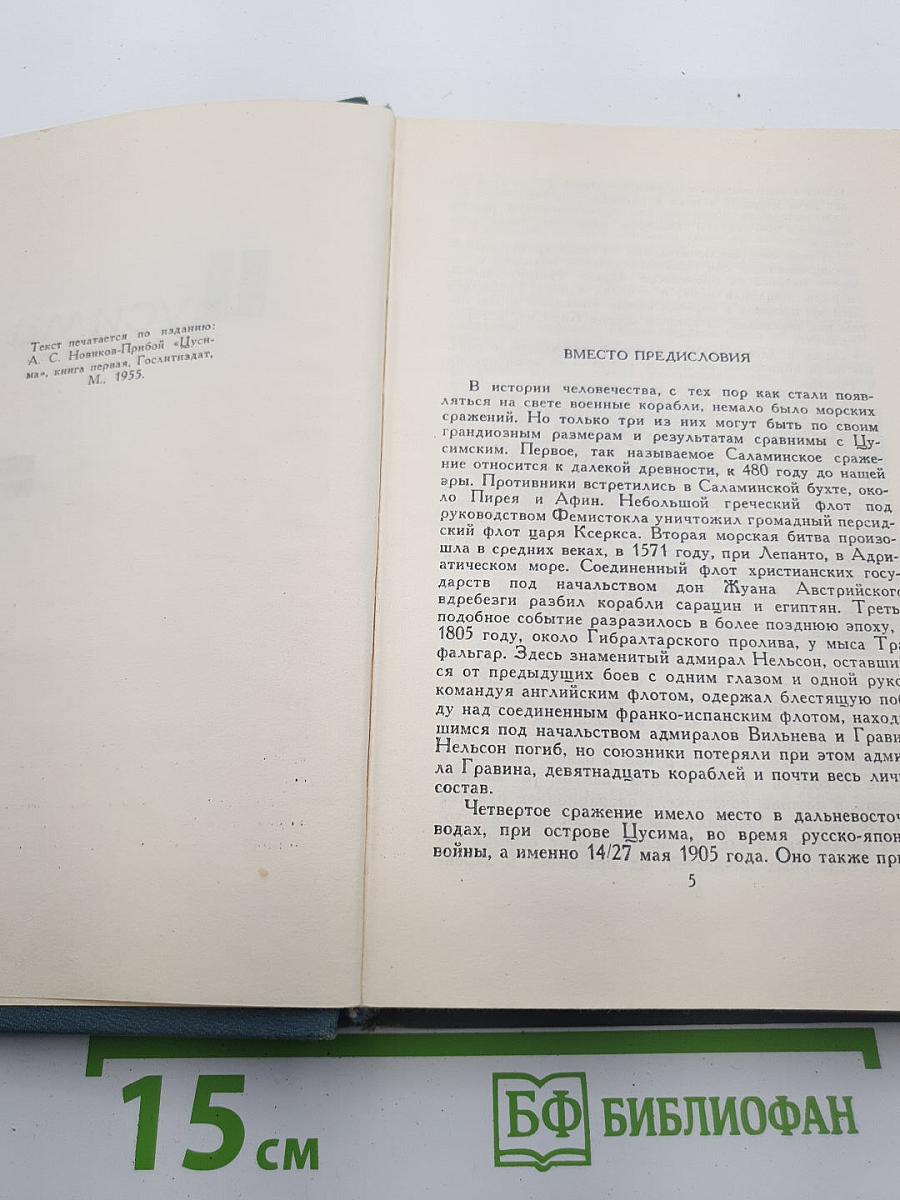 Текст печатается по изданию:
А. С. Новиков-Прибой «Цуси-
ма», книга первая, Гослитиздат,
М., 1955.
ВМЕСТО ПРЕДИСЛОВИЯ
В истории человечества, с тех пор как стали появ-
ляться на свете военные корабли, немало было морских
сражений. Но только три из них могут быть по своим
грандиозным размерам и результатам сравнимы с Цу-
симским. Первое, так называемое Саламинское сраже-
ние относится к далекой древности, к 480 году до нашей
эры. Противники встретились в Саламинской бухте, око-
ло Пирея и Афин. Небольшой греческий флот под
руководством Фемистокла уничтожил громадный персид-
ский флот царя Ксеркса. Вторая морская битва произо-
шла в средних веках, в 1571 году, при Лепанто, в Адри-
атическом море. Соединенный флот христианских госу-
дарств под начальством дон Жуана Австрийского
вдребезги разбил корабли сарацин и египтян. Треть
подобное событие разразилось в более позднюю эпоху,
1805 году, около Гибралтарского пролива, у мыса Тра
фальгар. Здесь знаменитый адмирал Нельсон, оставши
ся от предыдущих боев с одним глазом и одной руко
командуя английским флотом, одержал блестящую поб
ду над соединенным франко-испанским флотом, наход
шимся под начальством адмиралов Вильнева и Грави
Нельсон погиб, но союзники потеряли при этом адми
ла Гравина, девятнадцать кораблей и почти весь лич
состав.
Четвертое сражение имело место в дальневосточ
водах, при острове Цусима, во время русско-япон
войны, а именно 14/27 мая 1905 года. Оно также при
5
15 см
БФ БИБЛИОФАН